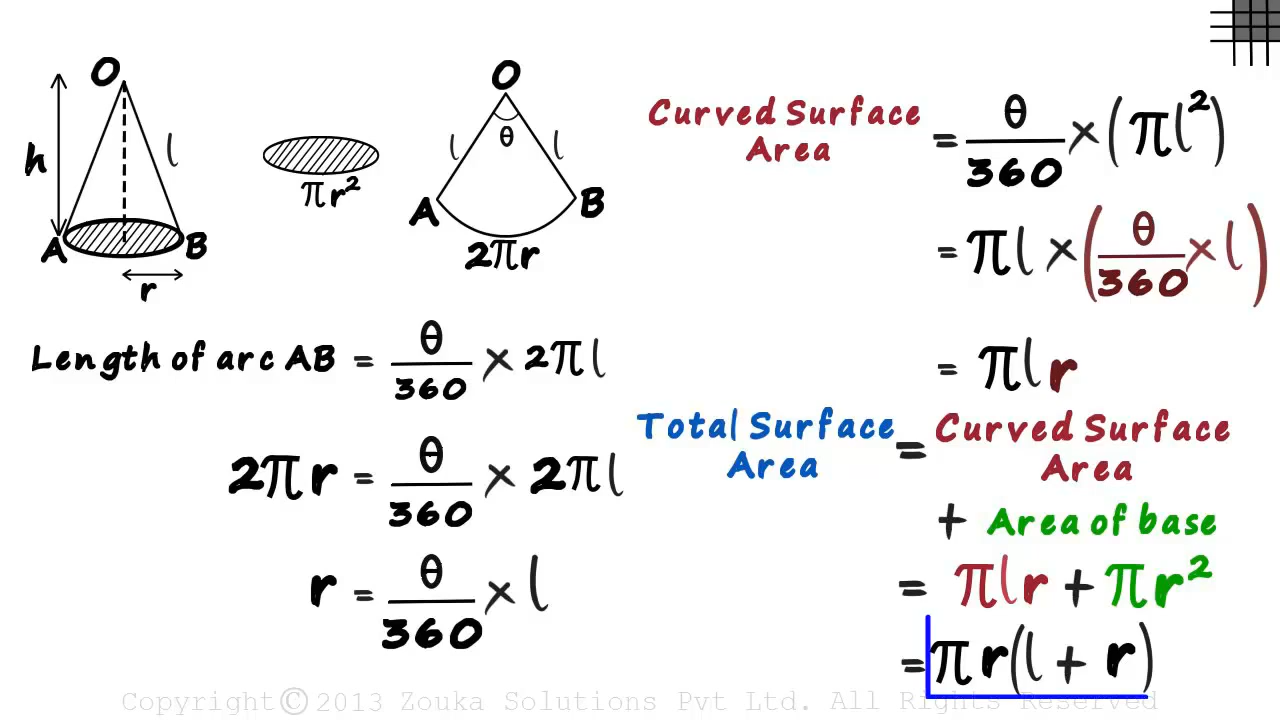 O
h
l
A
B
r
πr²
O
θ
l
l
A
B
2πr
Length of arc AB = θ/360 × 2πl
2πr = θ/360 × 2πl
r = θ/360 × l
Curved Surface
Area
= θ/360 × (πl²)
= πl × (θ/360 × l)
= πlr
Total Surface
Area
= Curved Surface
Area
+ Area of base
= πlr + πr²
= πr(l + r)
Copyright© 2013 Zouka Solutions Pvt Ltd. All Rights Reserved